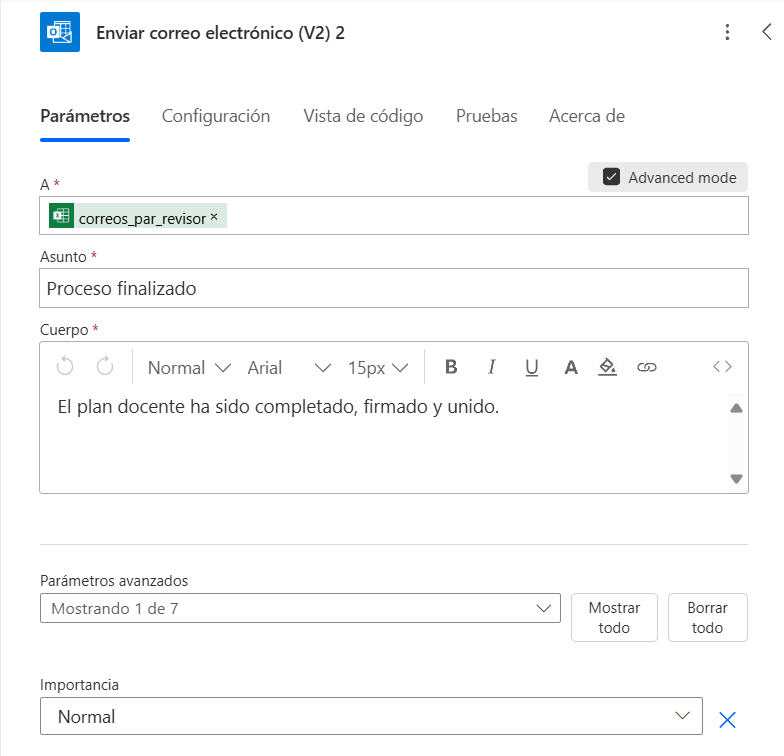 Enviar correo electrónico (V2) 2
Parámetros Configuración Vista de código Pruebas Acerca de
A *
Advanced mode
correos_par_revisor ×
Asunto *
Proceso finalizado
Cuerpo *
Normal Arial 15px B I U A
El plan docente ha sido completado, firmado y unido.
Parámetros avanzados
Mostrando 1 de 7
Mostrar
todo
Borrar
todo
Importancia
Normal